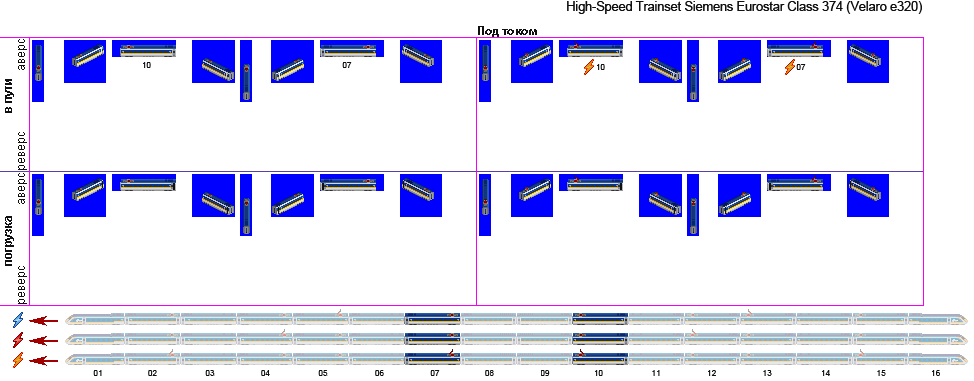 High-Speed Trainset Siemens Eurostar Class 374 (Velaro e320)
Под током
аверс
в пути
реверс
10
07
10
07
аверс
погрузка
реверс
01 02 03 04 05 06 07 08 09 10 11 12 13 14 15 16